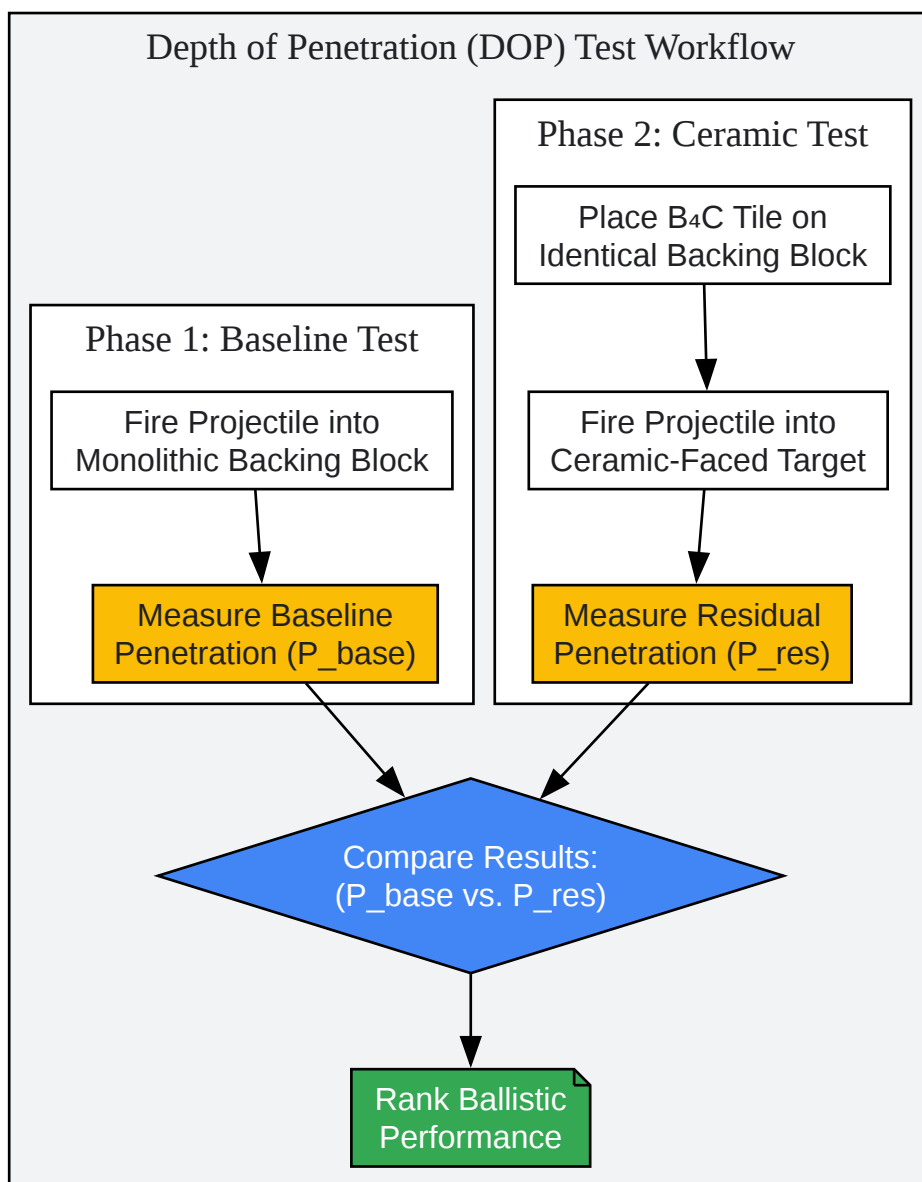 Depth of Penetration (DOP) Test Workflow
Phase 1: Baseline Test
Fire Projectile into
Monolithic Backing Block
Measure Baseline
Penetration (P_base)
Phase 2: Ceramic Test
Place B₄C Tile on
Identical Backing Block
Fire Projectile into
Ceramic-Faced Target
Measure Residual
Penetration (P_res)
Compare Results:
(P_base vs. P_res)
Rank Ballistic
Performance